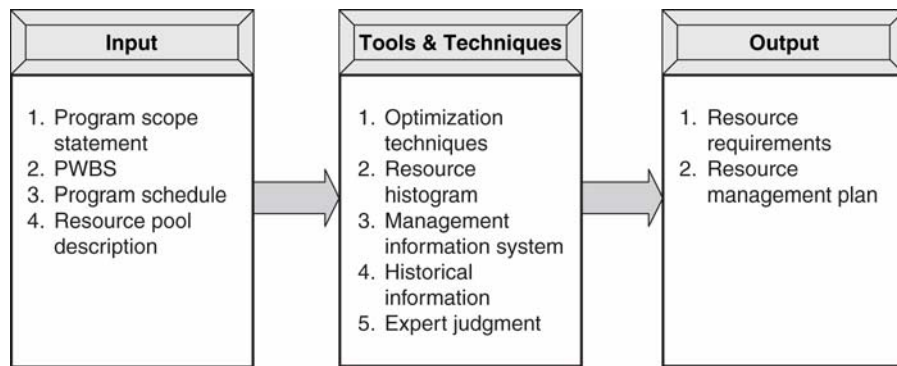 Input
1. Program scope
statement
2. PWBS
3. Program schedule
4. Resource pool
description
Tools & Techniques
1. Optimization
techniques
2. Resource
histogram
3. Management
information system
4. Historical
information
5. Expert judgment
Output
1. Resource
requirements
2. Resource
management plan